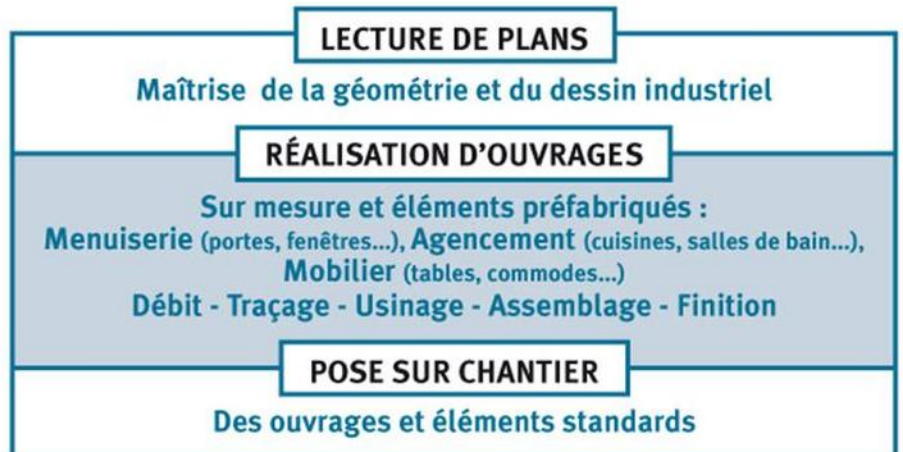 LECTURE DE PLANS
Maîtrise de la géométrie et du dessin industriel
RÉALISATION D'OUVRAGES
Sur mesure et éléments préfabriqués :
Menuiserie (portes, fenêtres...), Agencement (cuisines, salles de bain...),
Mobilier (tables, commodes...)
Débit - Traçage - Usinage - Assemblage - Finition
POSE SUR CHANTIER
Des ouvrages et éléments standards